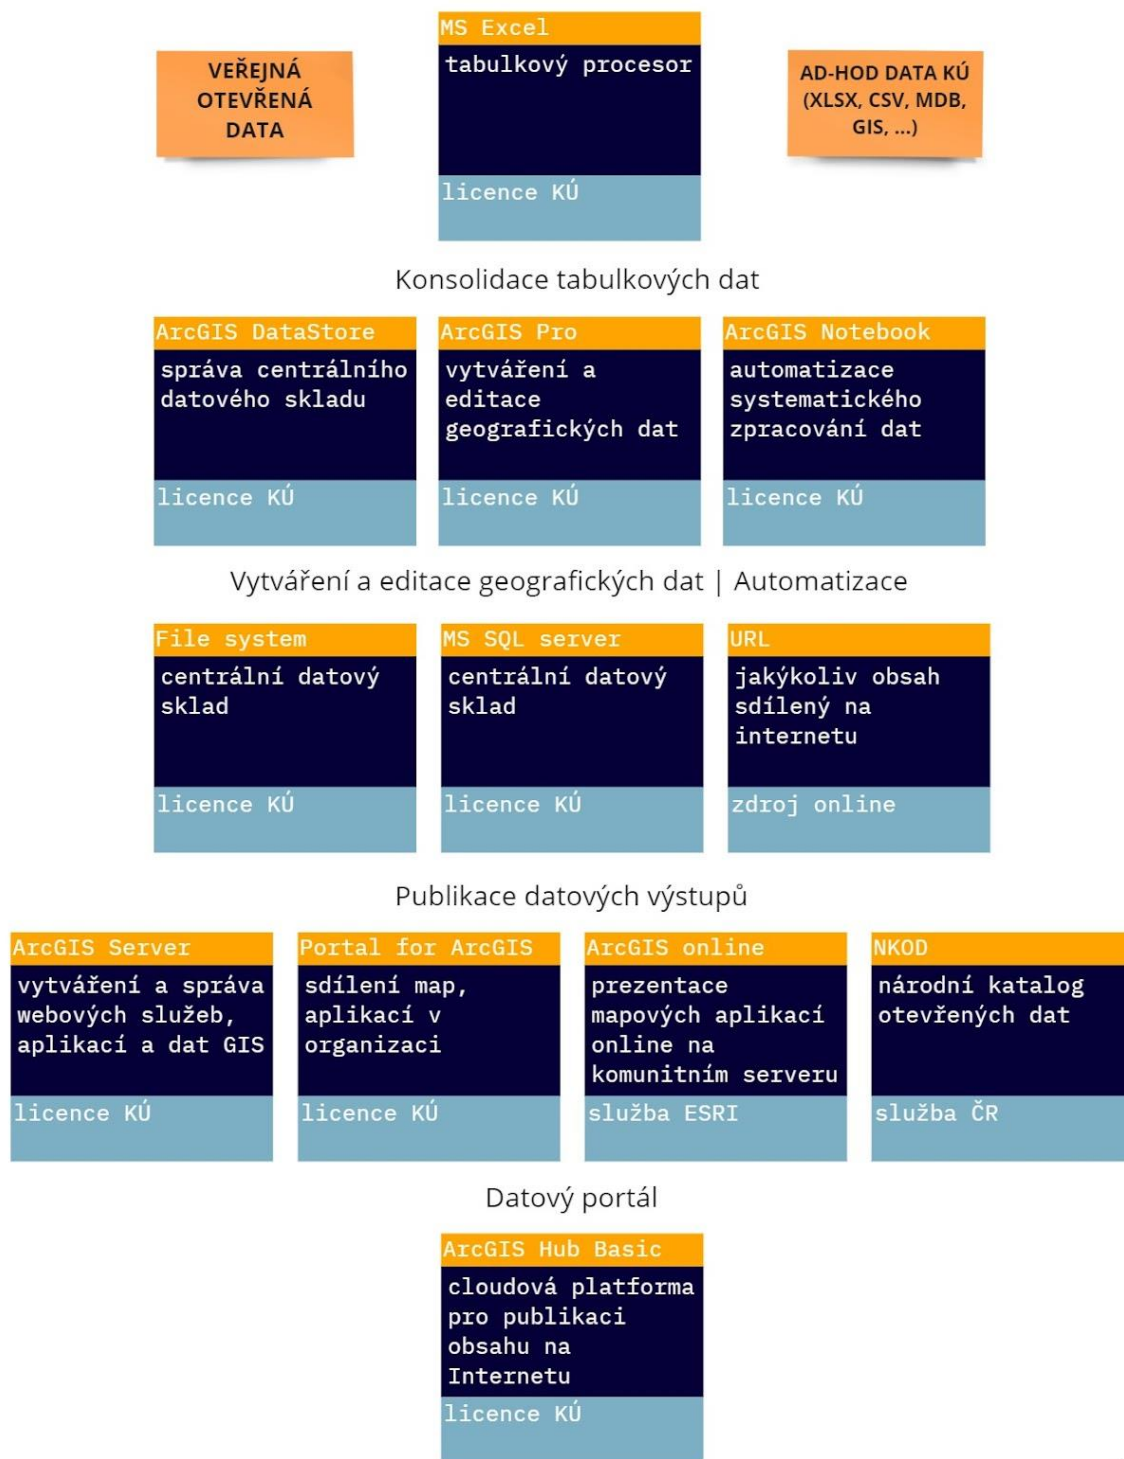 MS Excel
tabulkový procesor
licence KÚ
VEŘEJNÁ
OTEVŘENÁ
DATA
AD-HOD DATA KÚ
(XLSX, CSV, MDB,
GIS, ...)
Konsolidace tabulkových dat
ArcGIS DataStore
správa centrálního
datového skladu
licence KÚ
ArcGIS Pro
vytváření a
editace
geografických dat
licence KÚ
ArcGIS Notebook
automatizace
systematického
zpracování dat
licence KÚ
Vytváření a editace geografických dat | Automatizace
File system
centrální datový
sklad
licence KÚ
MS SQL server
centrální datový
sklad
licence KÚ
URL
jakýkoliv obsah
sdílený na
internetu
zdroj online
Publikace datových výstupů
ArcGIS Server
vytváření a správa
webových služeb,
aplikací a dat GIS
licence KÚ
Portal for ArcGIS
sdílení map,
aplikací v
organizaci
licence KÚ
ArcGIS online
prezentace
mapových aplikací
online na
komunitním serveru
služba ESRI
NKOD
národní katalog
otevřených dat
služba ČR
Datový portál
ArcGIS Hub Basic
cloudová platforma
pro publikaci
obsahu na
Internetu
licence KÚ